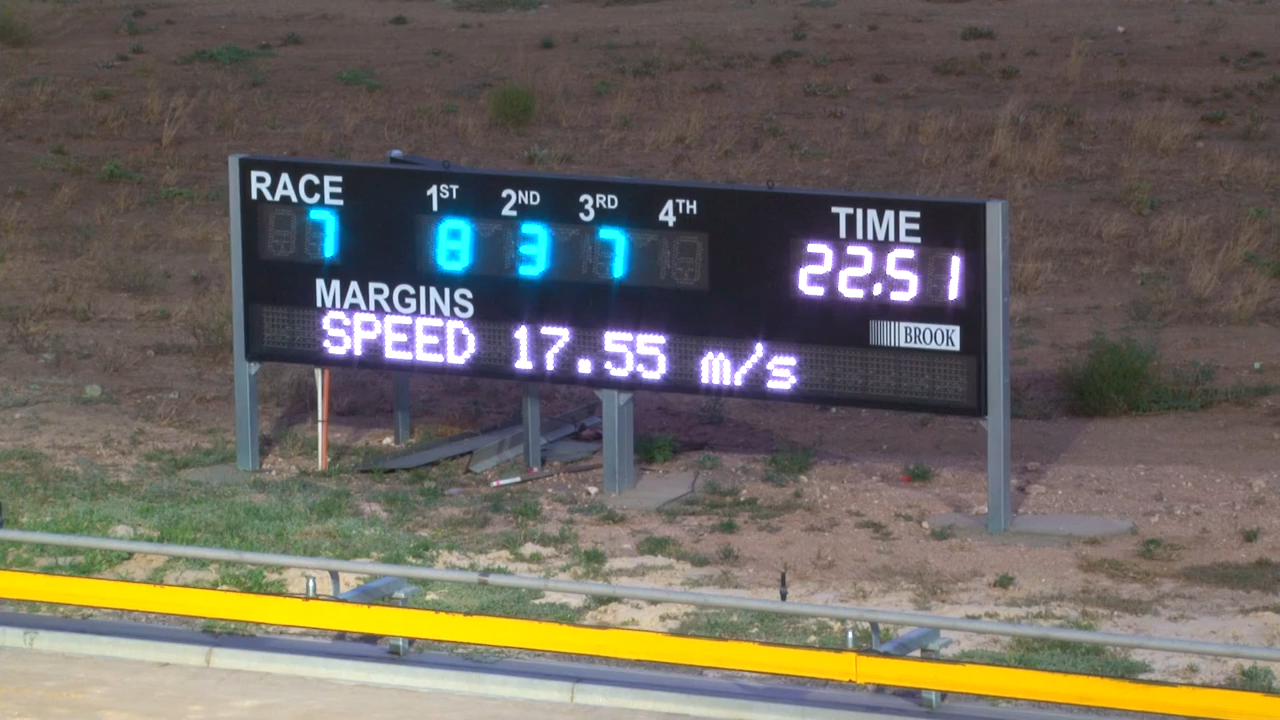 RACE 1ST 2ND 3RD 4TH TIME
7 8 3 7 22.51
MARGINS
BROOK
SPEED 17.55 m/s